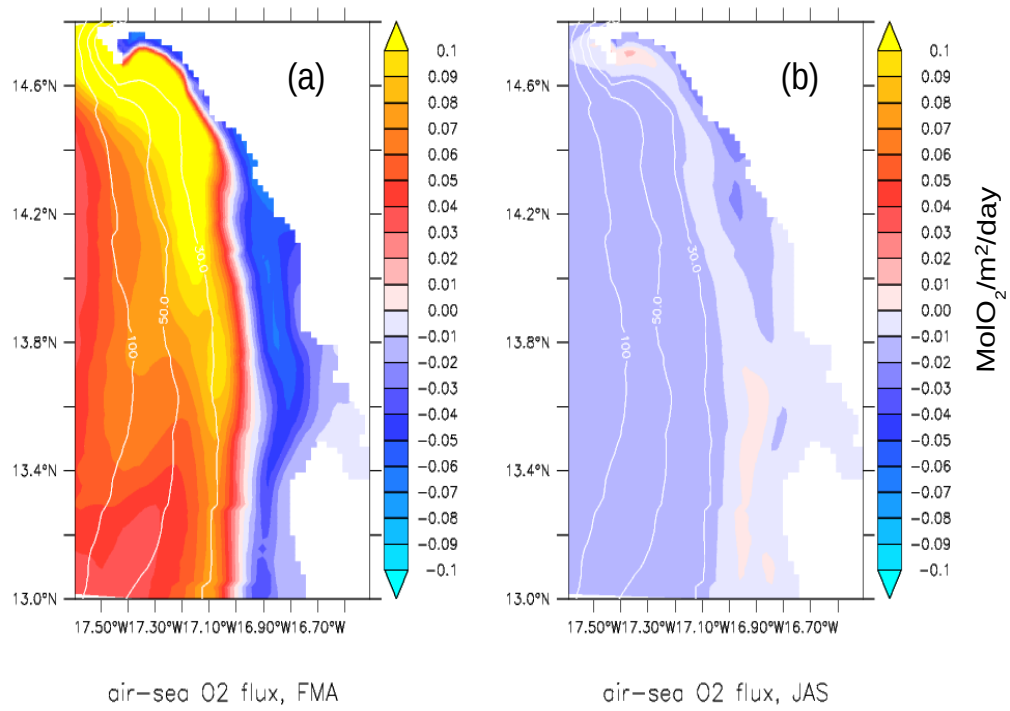 (a)
(b)
14.6°N
14.2°N
13.8°N
13.4°N
13.0°N
30.0
50.0
100
17.50°W17.30°W17.10°W16.90°W16.70°W
0.1
0.09
0.08
0.07
0.06
0.05
0.04
0.03
0.02
0.01
0.00
−0.01
−0.02
−0.03
−0.04
−0.05
−0.06
−0.07
−0.08
−0.09
−0.1
air−sea O2 flux, FMA
14.6°N
14.2°N
13.8°N
13.4°N
13.0°N
30.0
50.0
100
17.50°W17.30°W17.10°W16.90°W16.70°W
0.1
0.09
0.08
0.07
0.06
0.05
0.04
0.03
0.02
0.01
0.00
−0.01
−0.02
−0.03
−0.04
−0.05
−0.06
−0.07
−0.08
−0.09
−0.1
air−sea O2 flux, JAS
MolO₂/m²/day